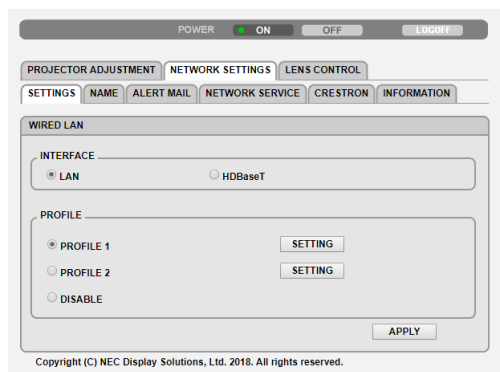 POWER ON OFF LOGOFF
PROJECTOR ADJUSTMENT NETWORK SETTINGS LENS CONTROL
SETTINGS NAME ALERT MAIL NETWORK SERVICE CRESTRON INFORMATION
WIRED LAN
INTERFACE
LAN HDBaseT
PROFILE
PROFILE 1 SETTING
PROFILE 2 SETTING
DISABLE
APPLY
Copyright (C) NEC Display Solutions, Ltd. 2018. All rights reserved.